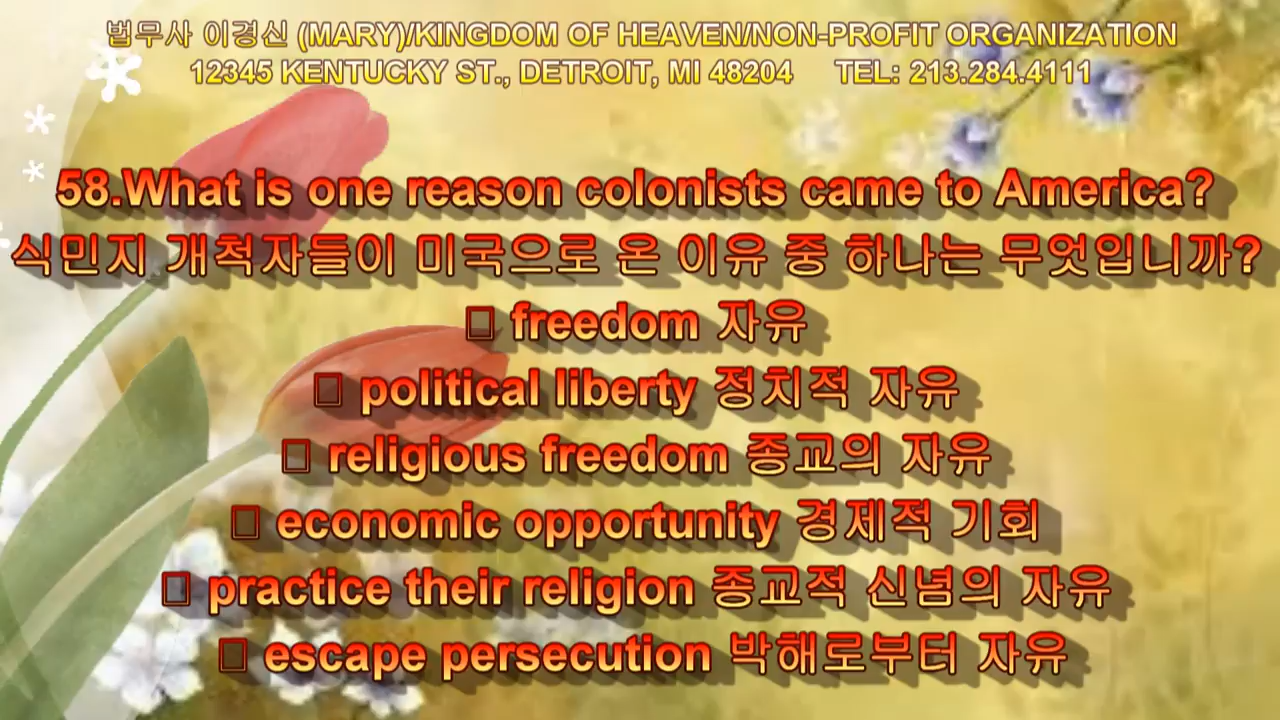 법무사 이경신 (MARY)/KINGDOM OF HEAVEN/NON-PROFIT ORGANIZATION
12345 KENTUCKY ST., DETROIT, MI 48204 TEL: 213.284.4111
58.What is one reason colonists came to America?
식민지 개척자들이 미국으로 온 이유 중 하나는 무엇입니까?
□ freedom 자유
□ political liberty 정치적 자유
□ religious freedom 종교의 자유
□ economic opportunity 경제적 기회
□ practice their religion 종교적 신념의 자유
□ escape persecution 박해로부터 자유